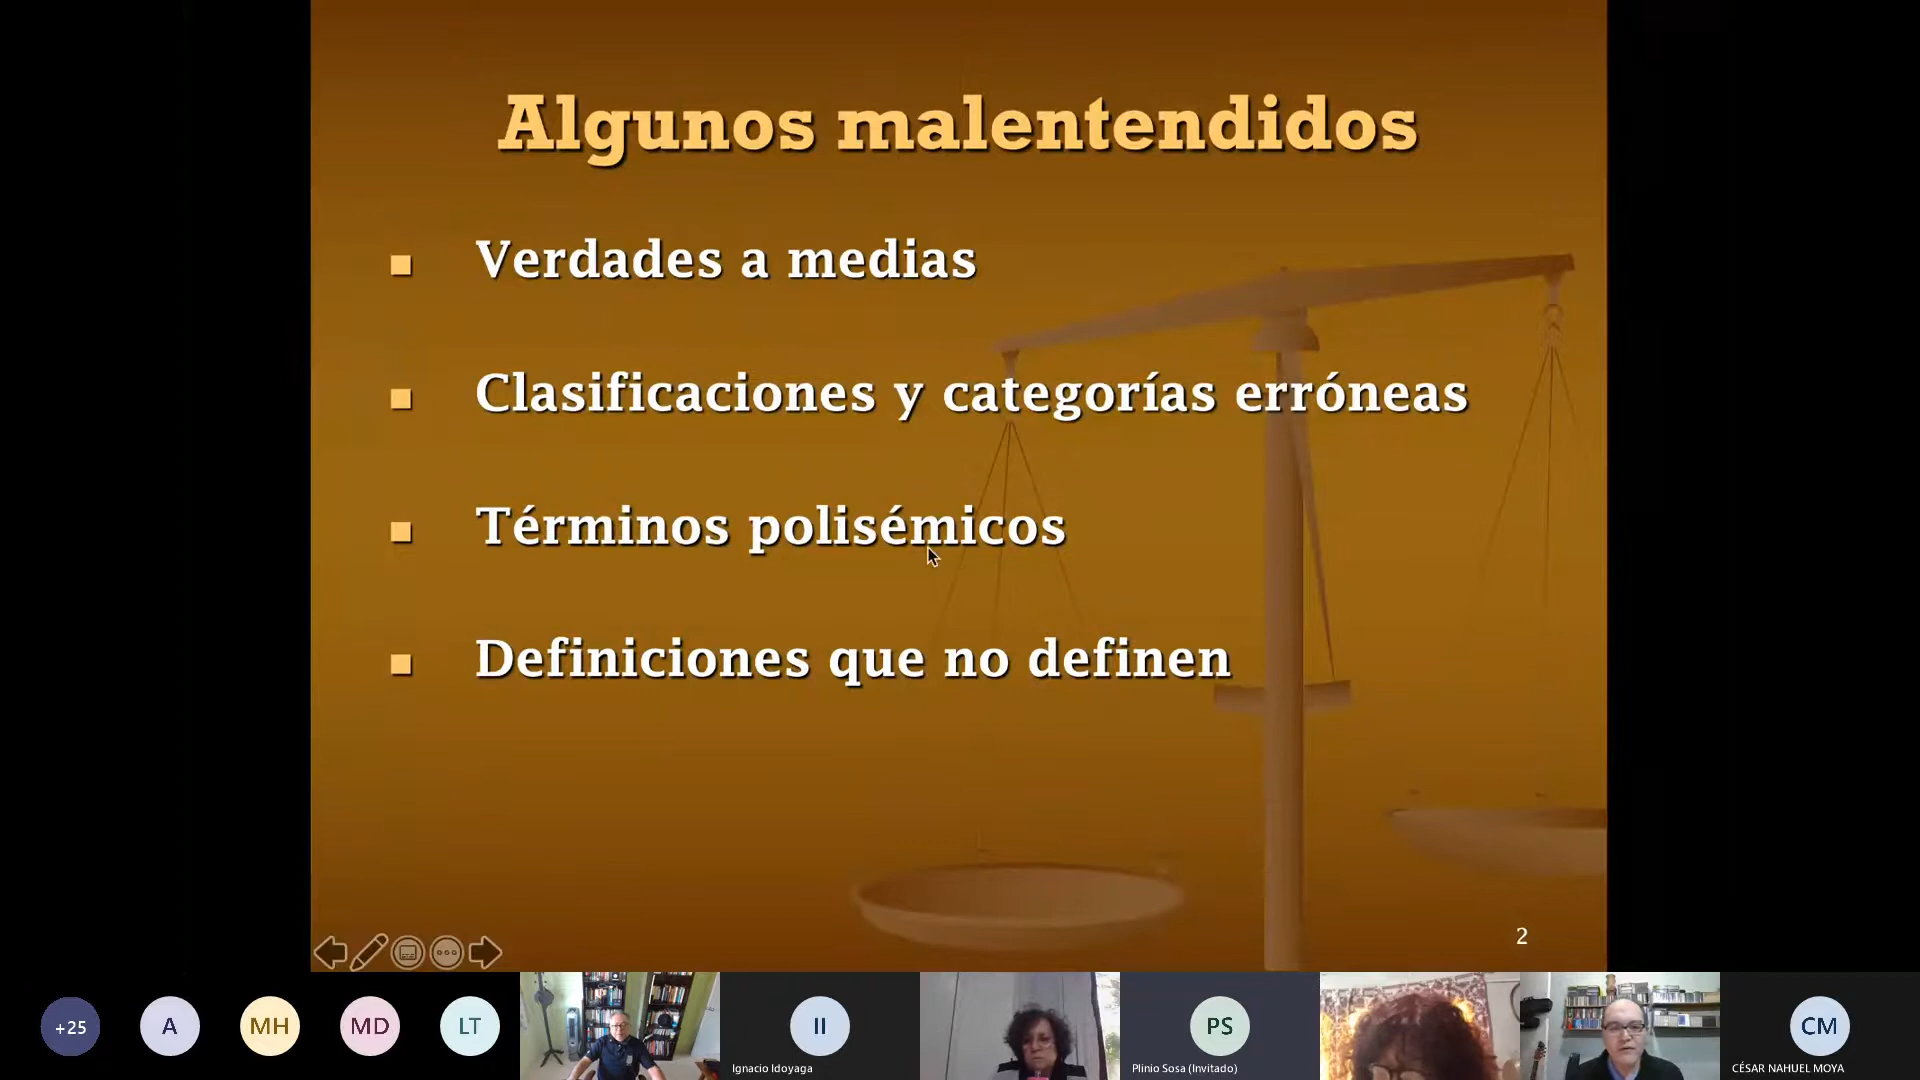 Algunos malentendidos
Verdades a medias
Clasificaciones y categorías erróneas
Términos polisémicos
Definiciones que no definen
2
+25
A
MH
MD
LT
II
Ignacio Idoyaga
PS
Plinio Sosa (Invitado)
CM
CÉSAR NAHUEL MOYA